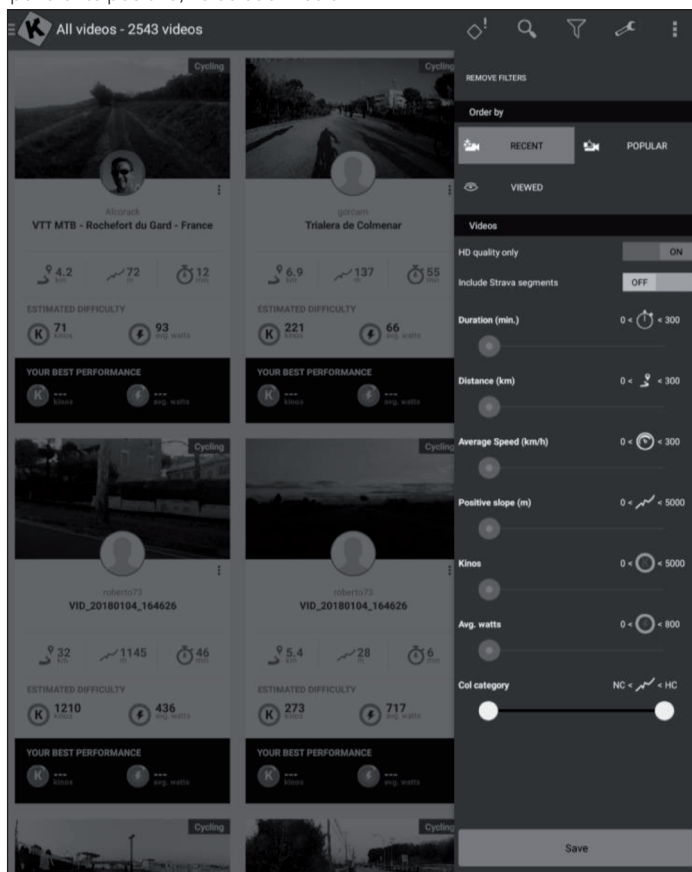 All videos - 2543 videos
REMOVE FILTERS
Order by
RECENT
POPULAR
VIEWED
Videos
HD quality only
ON
Include Strava segments
OFF
Duration (min.)
0 < < 300
Distance (km)
0 < < 300
Average Speed (km/h)
0 < < 300
Positive slope (m)
0 < < 5000
Kinos
0 < < 5000
Avg. watts
0 < < 800
Col category
NC < < HC
Save
Cycling
Alcorack
VTT MTB - Rochefort du Gard - France
4.2 km
72 m
12 min
ESTIMATED DIFFICULTY
K 71 kinos
93 avg. watts
YOUR BEST PERFORMANCE
K --- kinos
--- avg. watts
Cycling
gorcam
Trialera de Colmenar
6.9 km
137 m
55 min
ESTIMATED DIFFICULTY
K 221 kinos
66 avg. watts
YOUR BEST PERFORMANCE
K --- kinos
--- avg. watts
Cycling
roberto73
VID_20180104_164626
32 km
1145 m
46 min
ESTIMATED DIFFICULTY
K 1210 kinos
436 avg. watts
YOUR BEST PERFORMANCE
K --- kinos
--- avg. watts
Cycling
roberto73
VID_20180104_164626
5.4 km
28 m
6 min
ESTIMATED DIFFICULTY
K 273 kinos
717 avg. watts
YOUR BEST PERFORMANCE
K --- kinos
--- avg. watts
Cycling
Cycling